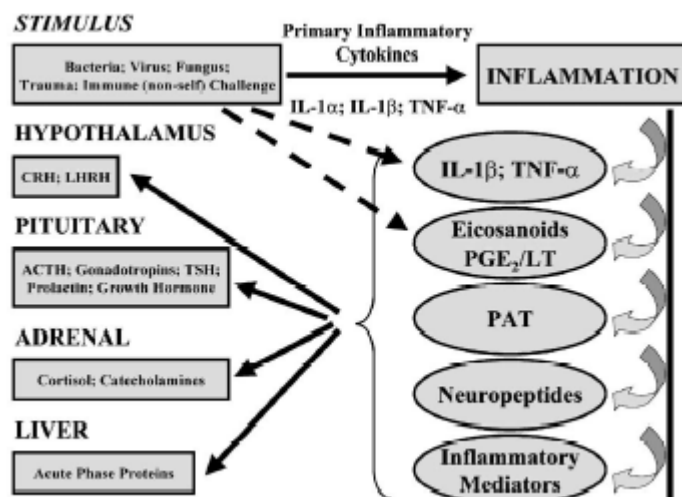 STIMULUS
Bacteria; Virus; Fungus;
Trauma; Immune (non-self) Challenge
Primary Inflammatory
Cytokines
IL-1α; IL-1β; TNF-α
INFLAMMATION
HYPOTHALAMUS
CRH; LHRH
PITUITARY
ACTH; Gonadotropins; TSH;
Prolactin; Growth Hormone
ADRENAL
Cortisol; Catecholamines
LIVER
Acute Phase Proteins
IL-1β; TNF-α
Eicosanoids
PGE₂/LT
PAT
Neuropeptides
Inflammatory
Mediators